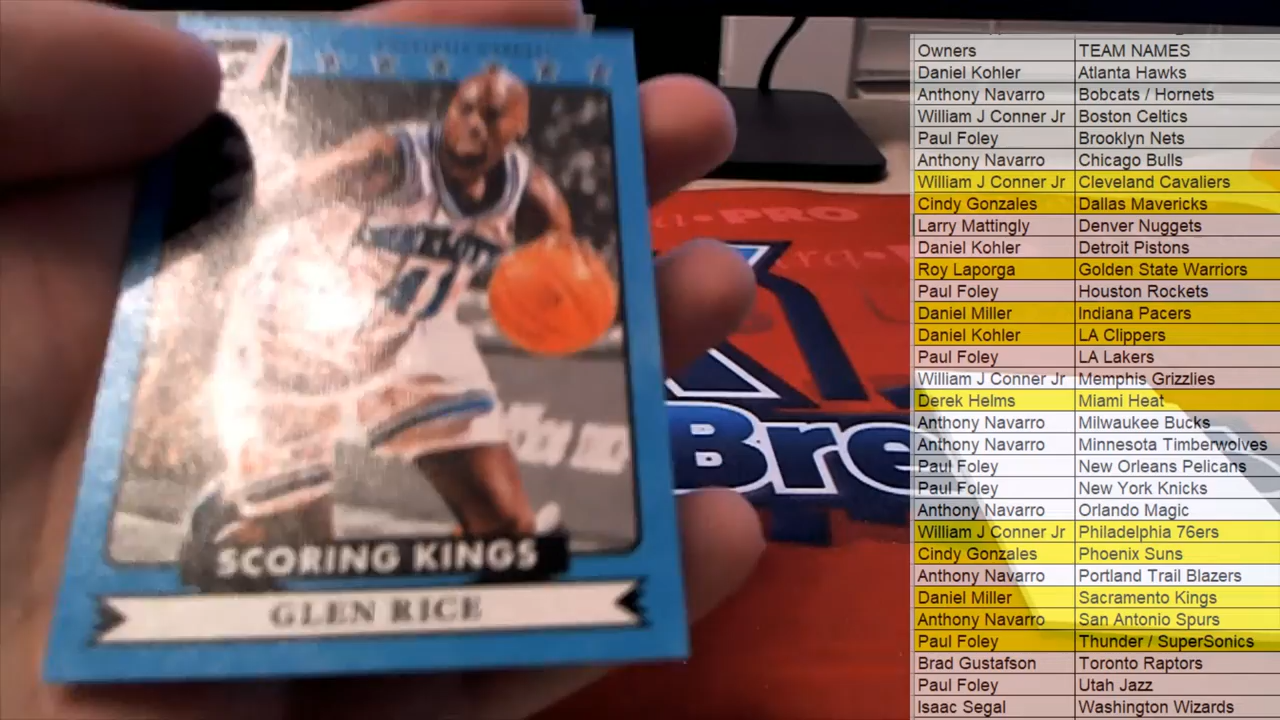 SCORING KINGS
GLEN RICE
PRO
Bre
Owners TEAM NAMES
Daniel Kohler Atlanta Hawks
Anthony Navarro Bobcats / Hornets
William J Conner Jr Boston Celtics
Paul Foley Brooklyn Nets
Anthony Navarro Chicago Bulls
William J Conner Jr Cleveland Cavaliers
Cindy Gonzales Dallas Mavericks
Larry Mattingly Denver Nuggets
Daniel Kohler Detroit Pistons
Roy Laporga Golden State Warriors
Paul Foley Houston Rockets
Daniel Miller Indiana Pacers
Daniel Kohler LA Clippers
Paul Foley LA Lakers
William J Conner Jr Memphis Grizzlies
Derek Helms Miami Heat
Anthony Navarro Milwaukee Bucks
Anthony Navarro Minnesota Timberwolves
Paul Foley New Orleans Pelicans
Paul Foley New York Knicks
Anthony Navarro Orlando Magic
William J Conner Jr Philadelphia 76ers
Cindy Gonzales Phoenix Suns
Anthony Navarro Portland Trail Blazers
Daniel Miller Sacramento Kings
Anthony Navarro San Antonio Spurs
Paul Foley Thunder / SuperSonics
Brad Gustafson Toronto Raptors
Paul Foley Utah Jazz
Isaac Segal Washington Wizards